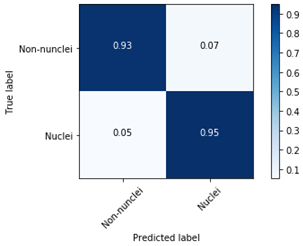 Non-nunclei
Nuclei
True label
0.93
0.07
0.05
0.95
Non-nunclei
Nuclei
Predicted label
0.9
0.8
0.7
0.6
0.5
0.4
0.3
0.2
0.1